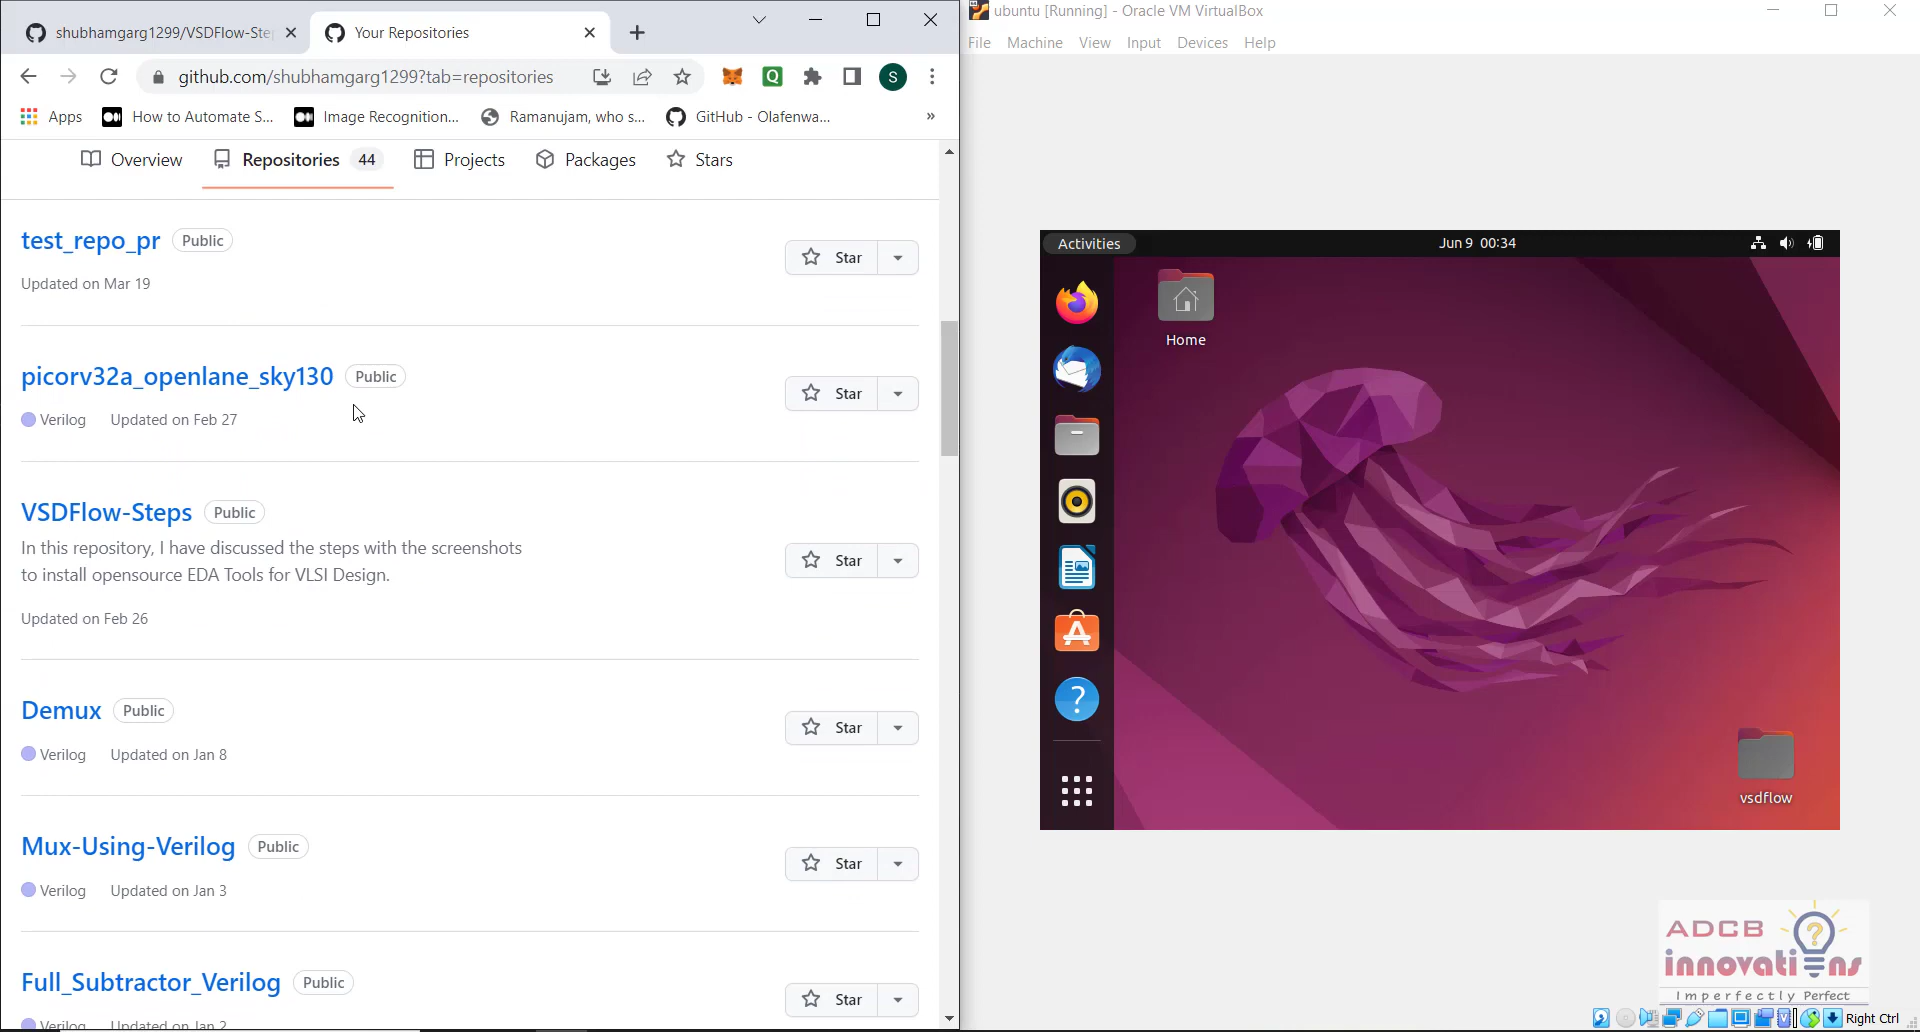 shubhamgarg1299/VSDFlow-Ste
Your Repositories
github.com/shubhamgarg1299?tab=repositories
Q
S
Apps
How to Automate S...
Image Recognition...
Ramanujam, who s...
GitHub - Olafenwa...
»
Overview
Repositories 44
Projects
Packages
Stars
test_repo_pr Public
Star
Updated on Mar 19
picorv32a_openlane_sky130 Public
Star
Verilog Updated on Feb 27
VSDFlow-Steps Public
In this repository, I have discussed the steps with the screenshots
to install opensource EDA Tools for VLSI Design.
Star
Updated on Feb 26
Demux Public
Star
Verilog Updated on Jan 8
Mux-Using-Verilog Public
Star
Verilog Updated on Jan 3
Full_Subtractor_Verilog Public
Star
Verilog Updated on Jan 2
ubuntu [Running] - Oracle VM VirtualBox
File Machine View Input Devices Help
Activities
Jun 9 00:34
Home
?
vsdflow
ADCB
?
innovations
Imperfectly Perfect
Right Ctrl